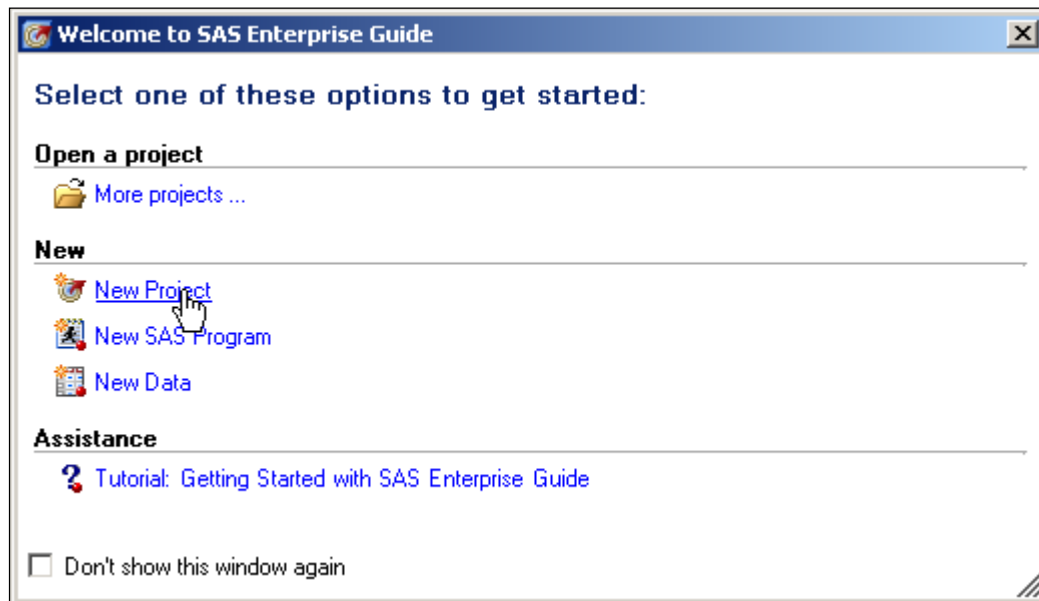 Welcome to SAS Enterprise Guide
Select one of these options to get started:
Open a project
More projects ...
New
New Project
New SAS Program
New Data
Assistance
Tutorial: Getting Started with SAS Enterprise Guide
Don't show this window again